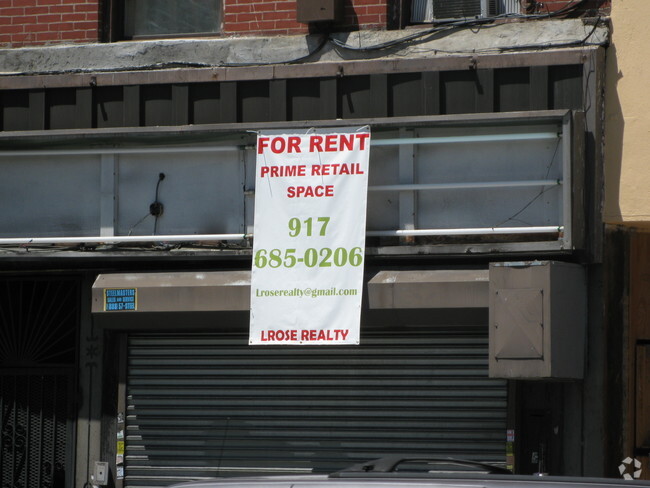 FOR RENT
PRIME RETAIL
SPACE
917
685-0206
Lroserealty@gmail.com
LROSE REALTY